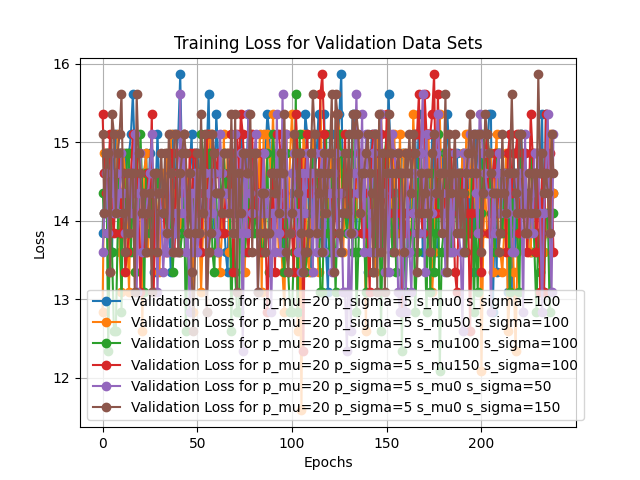 Training Loss for Validation Data Sets
16
15
14
13
12
Loss
Validation Loss for p_mu=20 p_sigma=5 s_mu0 s_sigma=100
Validation Loss for p_mu=20 p_sigma=5 s_mu50 s_sigma=100
Validation Loss for p_mu=20 p_sigma=5 s_mu100 s_sigma=100
Validation Loss for p_mu=20 p_sigma=5 s_mu150 s_sigma=100
Validation Loss for p_mu=20 p_sigma=5 s_mu0 s_sigma=50
Validation Loss for p_mu=20 p_sigma=5 s_mu0 s_sigma=150
0 50 100 150 200
Epochs